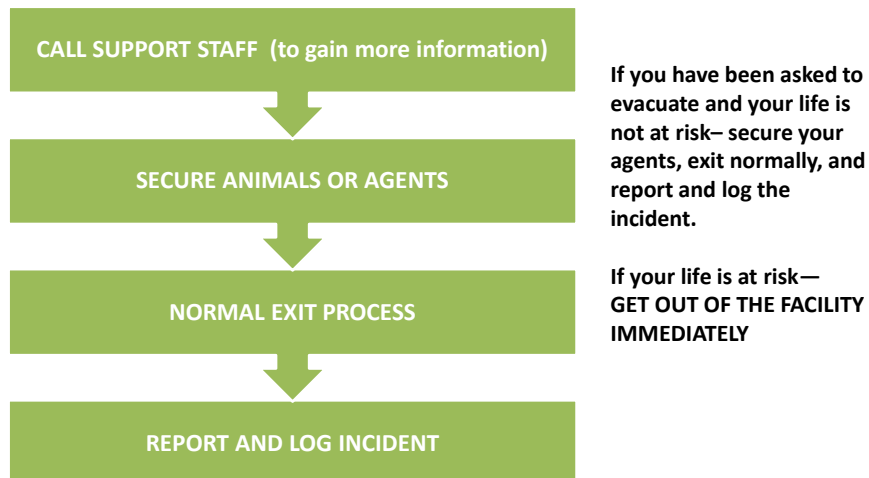 CALL SUPPORT STAFF  (to gain more information)
SECURE ANIMALS OR AGENTS
NORMAL EXIT PROCESS
REPORT AND LOG INCIDENT
If you have been asked to
evacuate and your life is
not at risk– secure your
agents, exit normally, and
report and log the
incident.
If your life is at risk—
GET OUT OF THE FACILITY
IMMEDIATELY